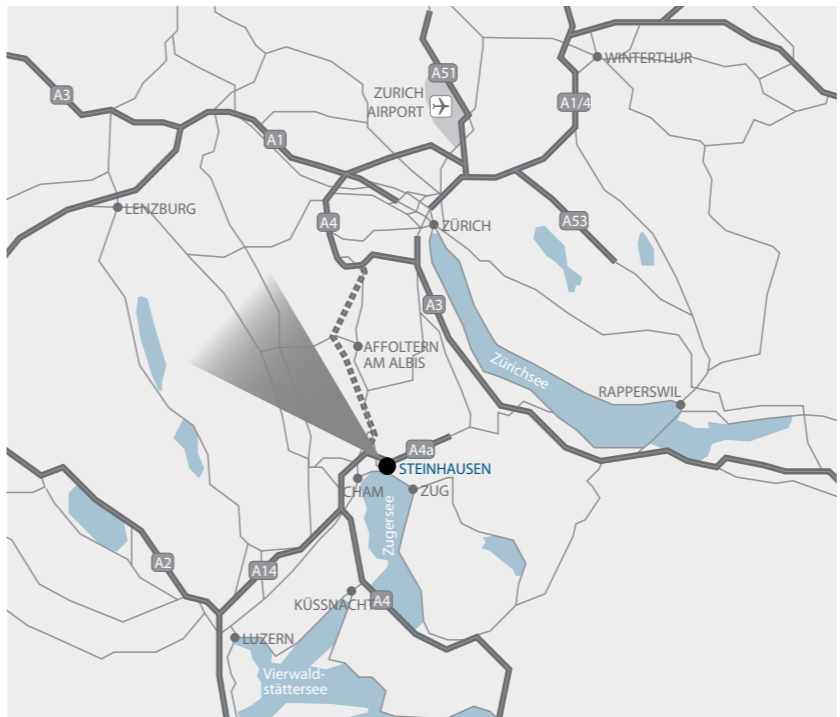 A51
WINTERTHUR
A3
ZURICH
AIRPORT
A1/4
A1
LENZBURG
A4
ZÜRICH
A53
A3
AFFOLTERN
AM ALBIS
Zürichsee
RAPPERSWIL
A4a
STEINHAUSEN
CHAM
ZUG
Zugersee
A2
A14
KÜSSNACHT
A4
LUZERN
Vierwald-
stättersee